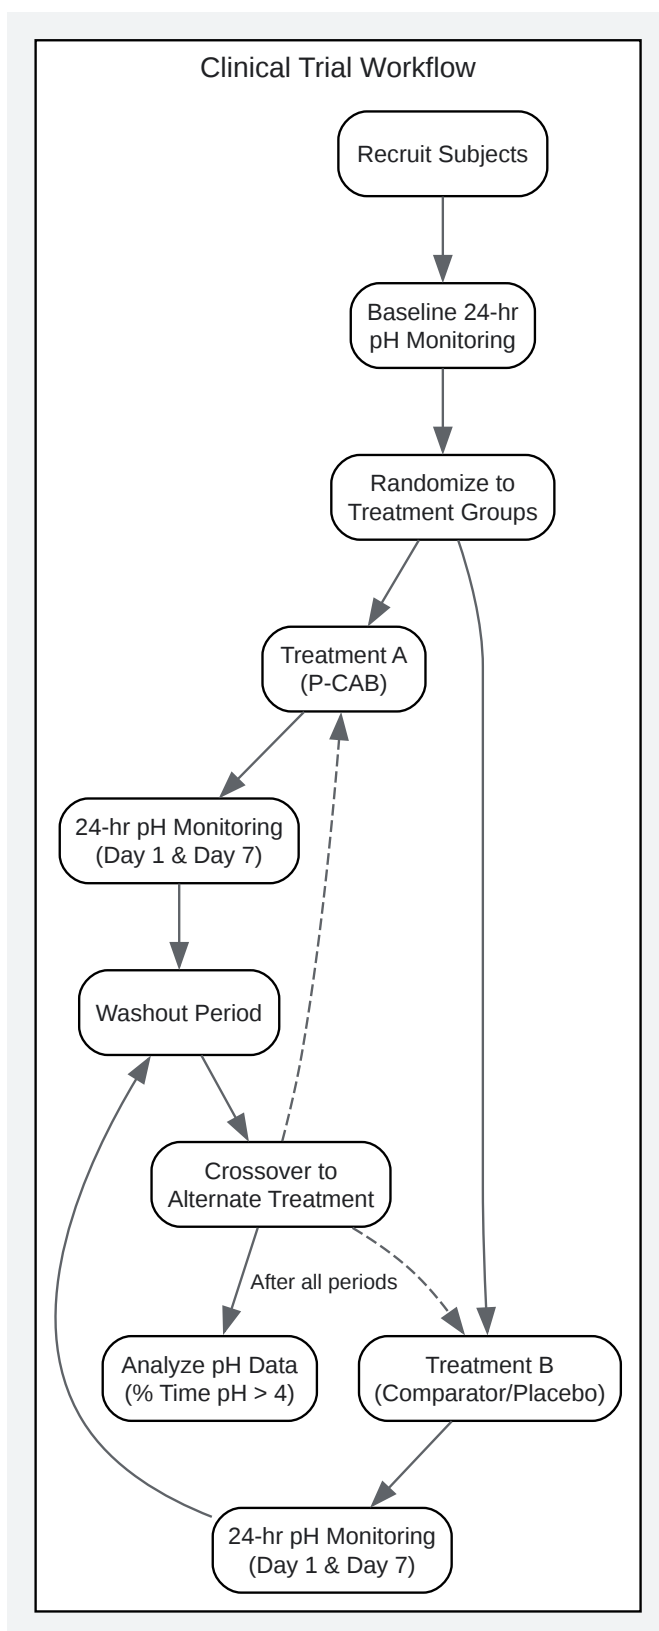 Clinical Trial Workflow
Recruit Subjects
Baseline 24-hr
pH Monitoring
Randomize to
Treatment Groups
Treatment A
(P-CAB)
24-hr pH Monitoring
(Day 1 & Day 7)
Washout Period
Crossover to
Alternate Treatment
After all periods
Analyze pH Data
(% Time pH > 4)
Treatment B
(Comparator/Placebo)
24-hr pH Monitoring
(Day 1 & Day 7)